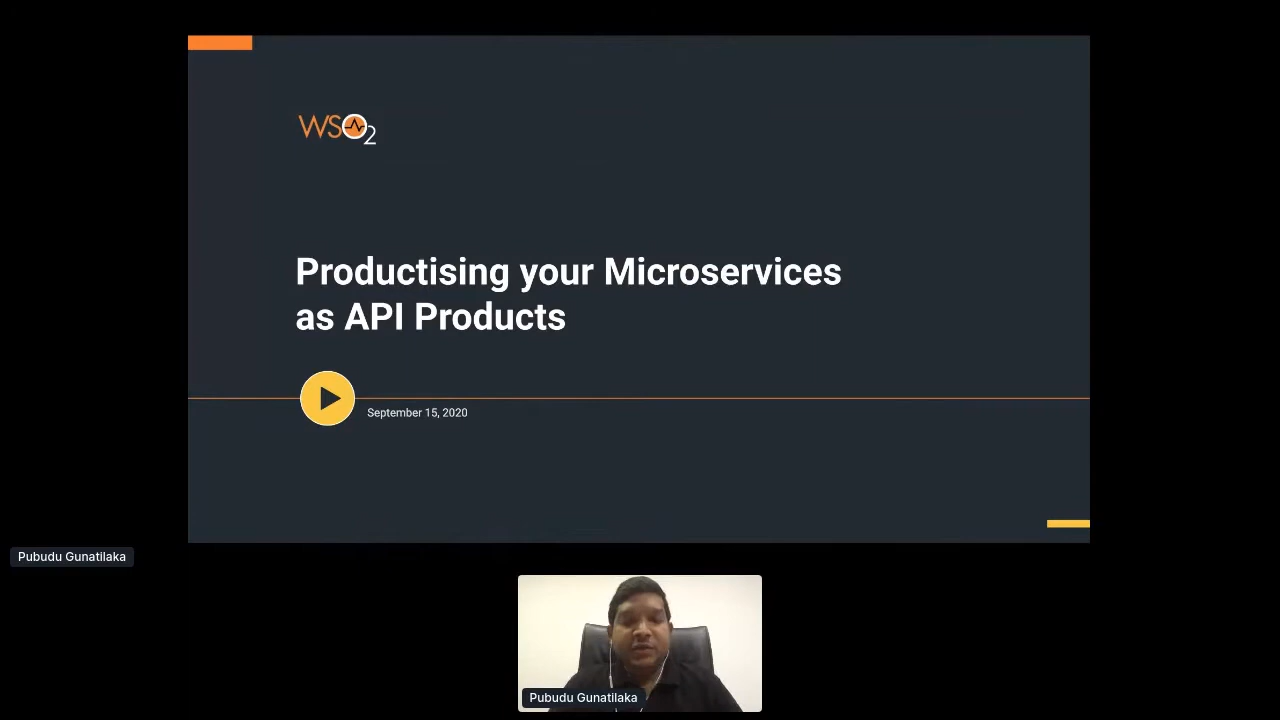 WSO2
Productising your Microservices
as API Products
September 15, 2020
Pubudu Gunatilaka
Pubudu Gunatilaka